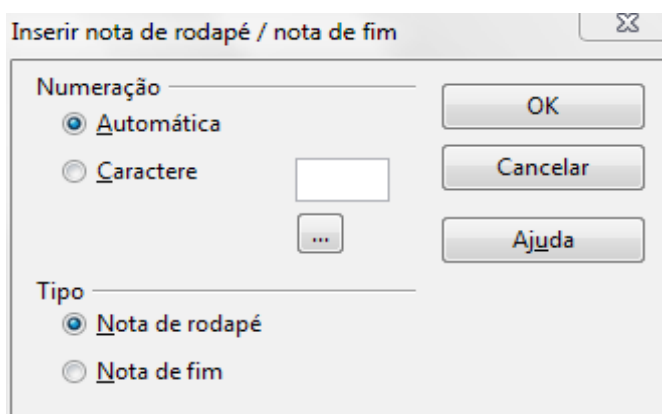 Inserir nota de rodapé / nota de fim
Numeração
Automática
Caractere
...
OK
Cancelar
Ajuda
Tipo
Nota de rodapé
Nota de fim